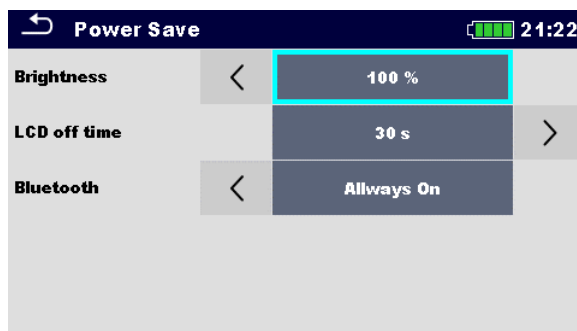 Power Save 21:22
Brightness 100 %
LCD off time 30 s
Bluetooth Allways On